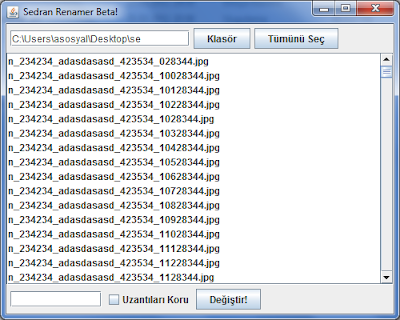 Sedran Renamer Beta!
C:\Users\asosyal\Desktop\se Klasör Tümünü Seç
n_234234_adasdasasd_423534_028344.jpg
n_234234_adasdasasd_423534_10028344.jpg
n_234234_adasdasasd_423534_10128344.jpg
n_234234_adasdasasd_423534_10228344.jpg
n_234234_adasdasasd_423534_1028344.jpg
n_234234_adasdasasd_423534_10328344.jpg
n_234234_adasdasasd_423534_10428344.jpg
n_234234_adasdasasd_423534_10528344.jpg
n_234234_adasdasasd_423534_10628344.jpg
n_234234_adasdasasd_423534_10728344.jpg
n_234234_adasdasasd_423534_10828344.jpg
n_234234_adasdasasd_423534_10928344.jpg
n_234234_adasdasasd_423534_11028344.jpg
n_234234_adasdasasd_423534_11128344.jpg
n_234234_adasdasasd_423534_11228344.jpg
n_234234_adasdasasd_423534_1128344.jpg
Uzantıları Koru Değiştir!